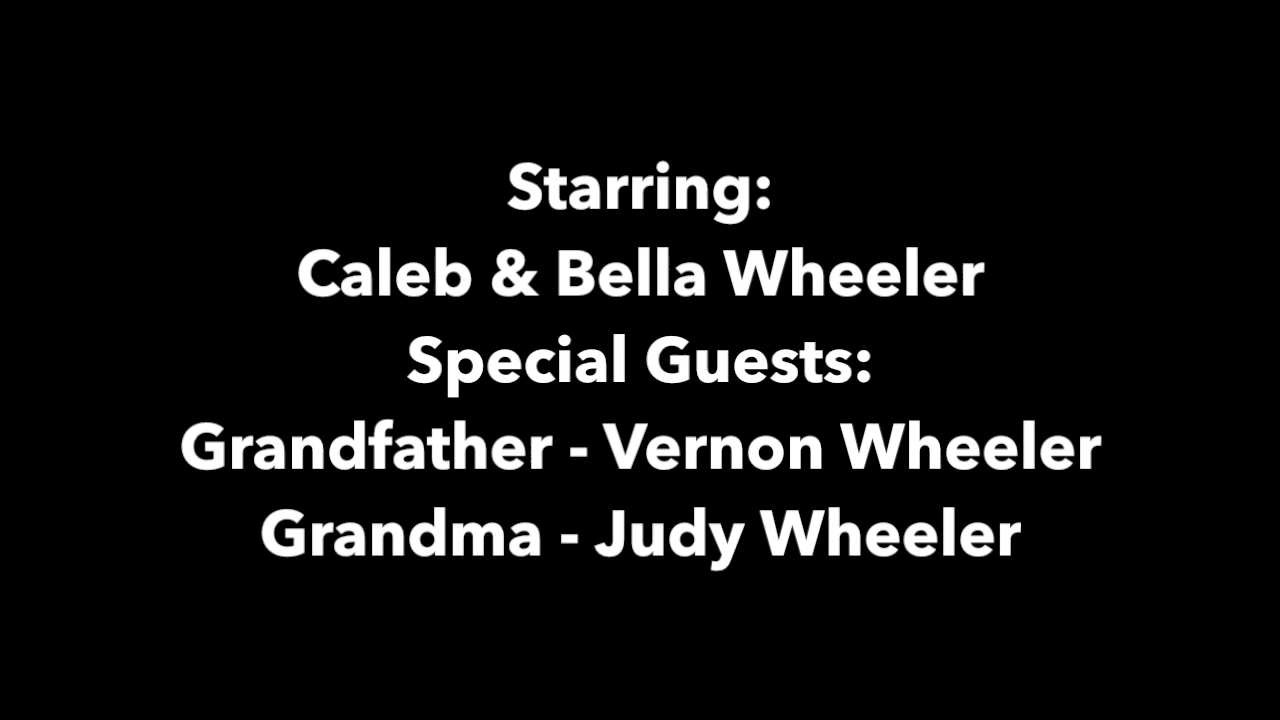 Starring:
Caleb & Bella Wheeler
Special Guests:
Grandfather - Vernon Wheeler
Grandma - Judy Wheeler